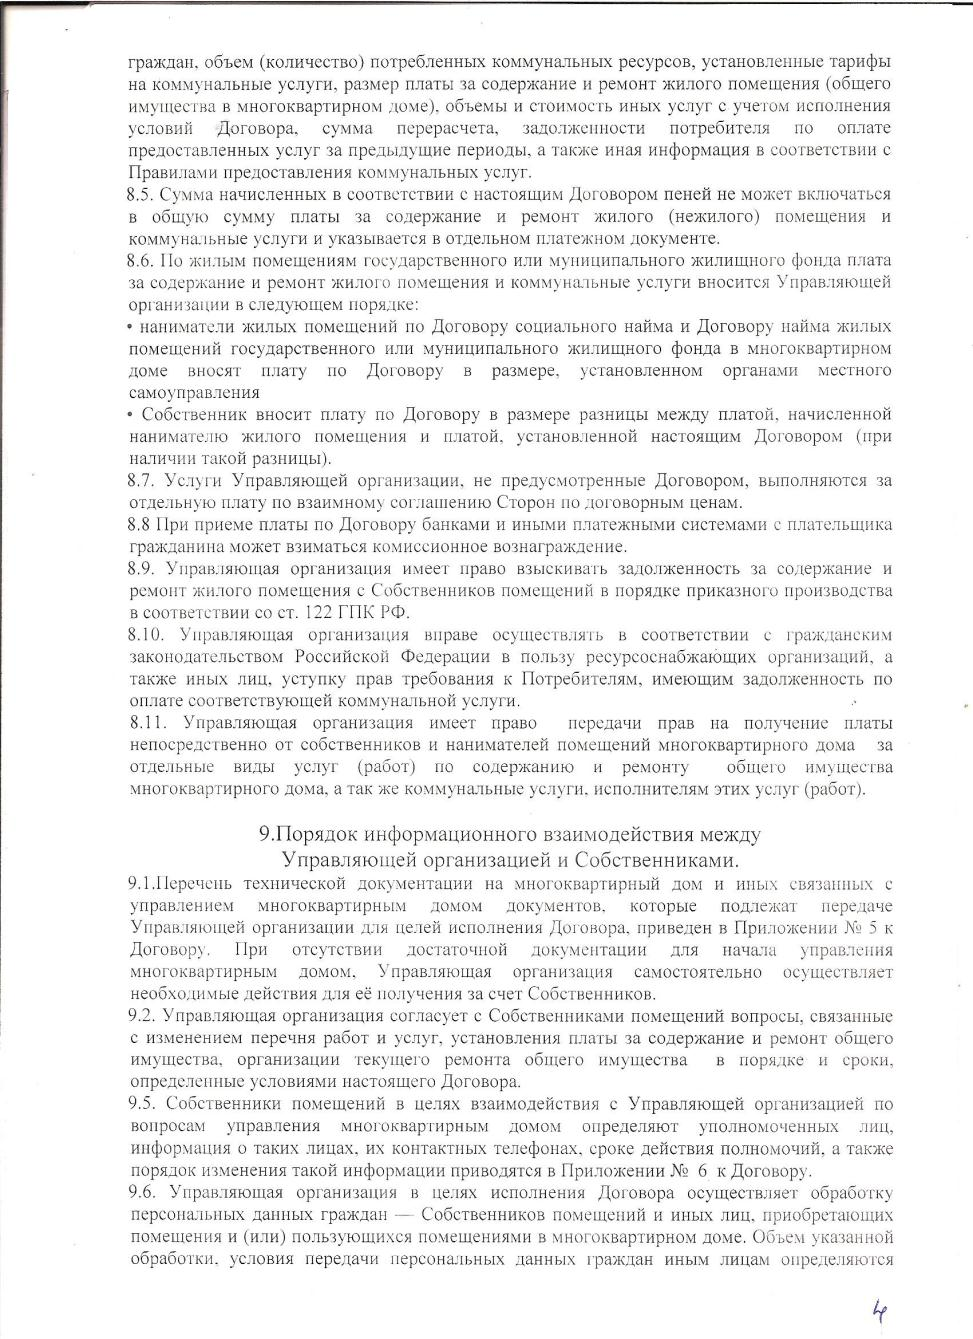 граждан, объем (количество) потребленных коммунальных ресурсов, установленные тарифы
на коммунальные услуги, размер платы за содержание и ремонт жилого помещения (общего
имущества в многоквартирном доме), объемы и стоимость иных услуг с учетом исполнения
условий Договора, сумма перерасчета, задолженности потребителя по оплате
предоставленных услуг за предыдущие периоды, а также иная информация в соответствии с
Правилами предоставления коммунальных услуг.
8.5. Сумма начисленных в соответствии с настоящим Договором пеней не может включаться
в общую сумму платы за содержание и ремонт жилого (нежилого) помещения и
коммунальные услуги и указывается в отдельном платежном документе.
8.6. По жилым помещениям государственного или муниципального жилищного фонда плата
за содержание и ремонт жилого помещения и коммунальные услуги вносится Управляющей
организации в следующем порядке:
• наниматели жилых помещений по Договору социального найма и Договору найма жилых
помещений государственного или муниципального жилищного фонда в многоквартирном
доме вносят плату по Договору в размере, установленном органами местного
самоуправления
• Собственник вносит плату по Договору в размере разницы между платой, начисленной
нанимателю жилого помещения и платой, установленной настоящим Договором (при
наличии такой разницы).
8.7. Услуги Управляющей организации, не предусмотренные Договором, выполняются за
отдельную плату по взаимному соглашению Сторон по договорным ценам.
8.8 При приеме платы по Договору банками и иными платежными системами с плательщика
гражданина может взиматься комиссионное вознаграждение.
8.9. Управляющая организация имеет право взыскивать задолженность за содержание и
ремонт жилого помещения с Собственников помещений в порядке приказного производства
в соответствии со ст. 122 ГПК РФ.
8.10. Управляющая организация вправе осуществлять в соответствии с гражданским
законодательством Российской Федерации в пользу ресурсоснабжающих организаций, а
также иных лиц, уступку прав требования к Потребителям, имеющим задолженность по
оплате соответствующей коммунальной услуги.
8.11. Управляющая организация имеет право передачи прав на получение платы
непосредственно от собственников и нанимателей помещений многоквартирного дома за
отдельные виды услуг (работ) по содержанию и ремонту общего имущества
многоквартирного дома, а так же коммунальные услуги, исполнителям этих услуг (работ).
9.Порядок информационного взаимодействия между
Управляющей организацией и Собственниками.
9.1.Перечень технической документации на многоквартирный дом и иных связанных с
управлением многоквартирным домом документов, которые подлежат передаче
Управляющей организации для целей исполнения Договора, приведен в Приложении № 5 к
Договору. При отсутствии достаточной документации для начала управления
многоквартирным домом, Управляющая организация самостоятельно осуществляет
необходимые действия для её получения за счет Собственников.
9.2. Управляющая организация согласует с Собственниками помещений вопросы, связанные
с изменением перечня работ и услуг, установления платы за содержание и ремонт общего
имущества, организации текущего ремонта общего имущества в порядке и сроки,
определенные условиями настоящего Договора.
9.5. Собственники помещений в целях взаимодействия с Управляющей организацией по
вопросам управления многоквартирным домом определяют уполномоченных лиц,
информация о таких лицах, их контактных телефонах, сроке действия полномочий, а также
порядок изменения такой информации приводятся в Приложении № 6 к Договору.
9.6. Управляющая организация в целях исполнения Договора осуществляет обработку
персональных данных граждан — Собственников помещений и иных лиц, приобретающих
помещения и (или) пользующихся помещениями в многоквартирном доме. Объем указанной
обработки, условия передачи персональных данных граждан иным лицам определяются
4